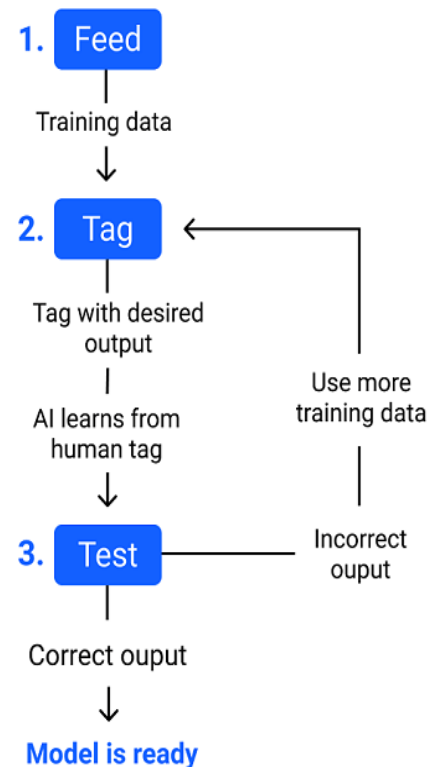 1. Feed
Training data
2. Tag
Tag with desired
output
AI learns from
human tag
Use more
training data
3. Test
Incorrect
ouput
Correct ouput
Model is ready